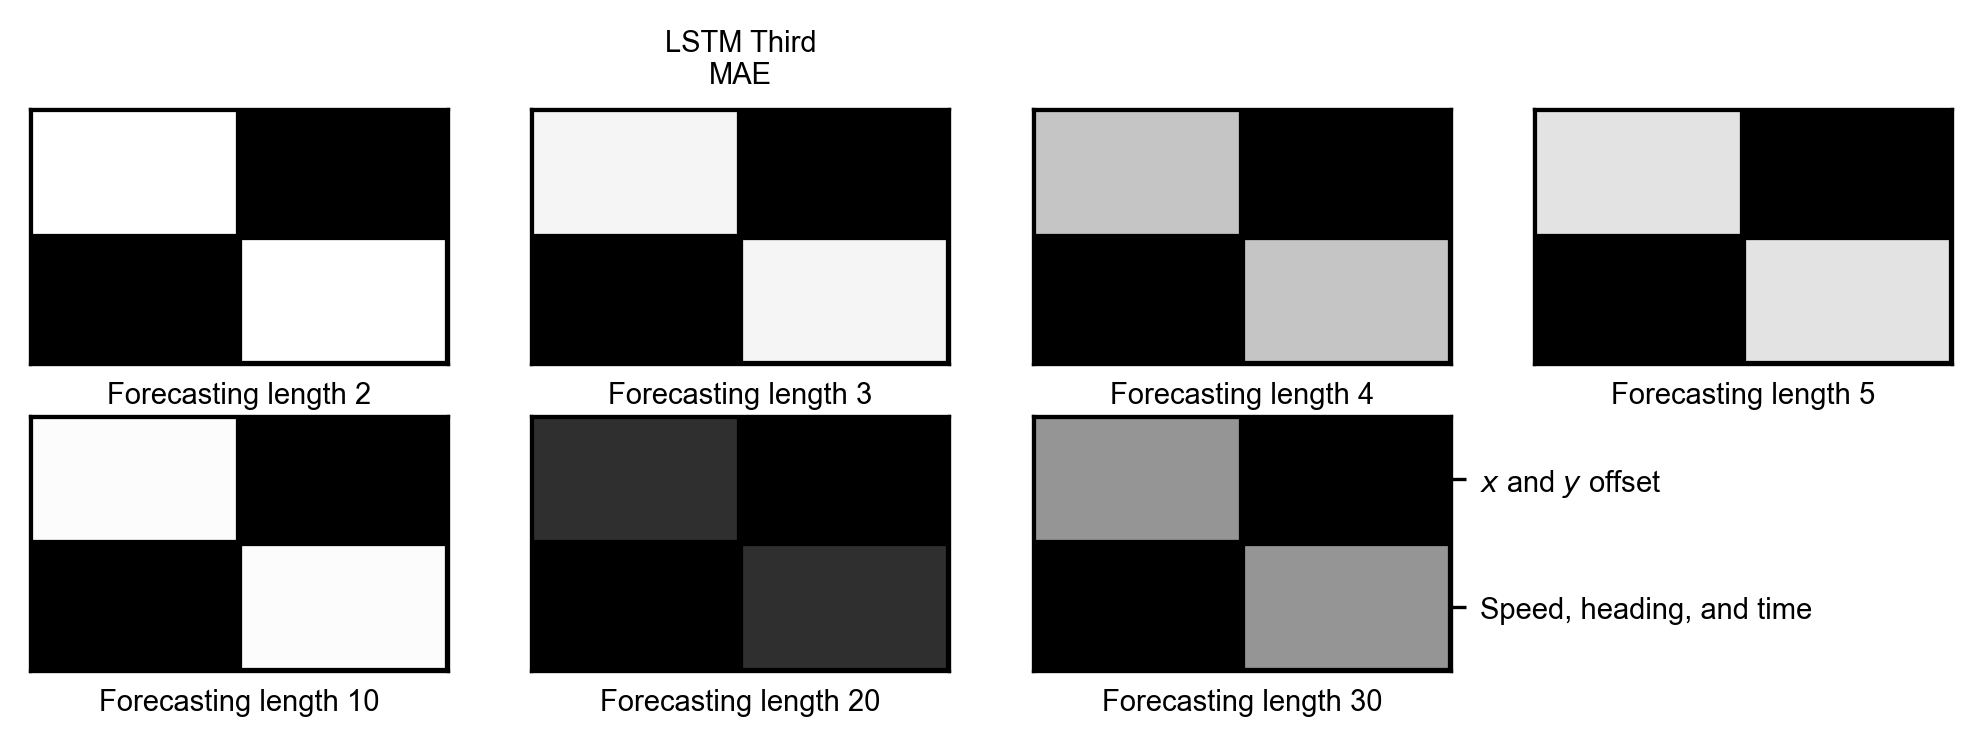 LSTM Third
MAE
Forecasting length 2
Forecasting length 3
Forecasting length 4
Forecasting length 5
x and y offset
Speed, heading, and time
Forecasting length 10
Forecasting length 20
Forecasting length 30